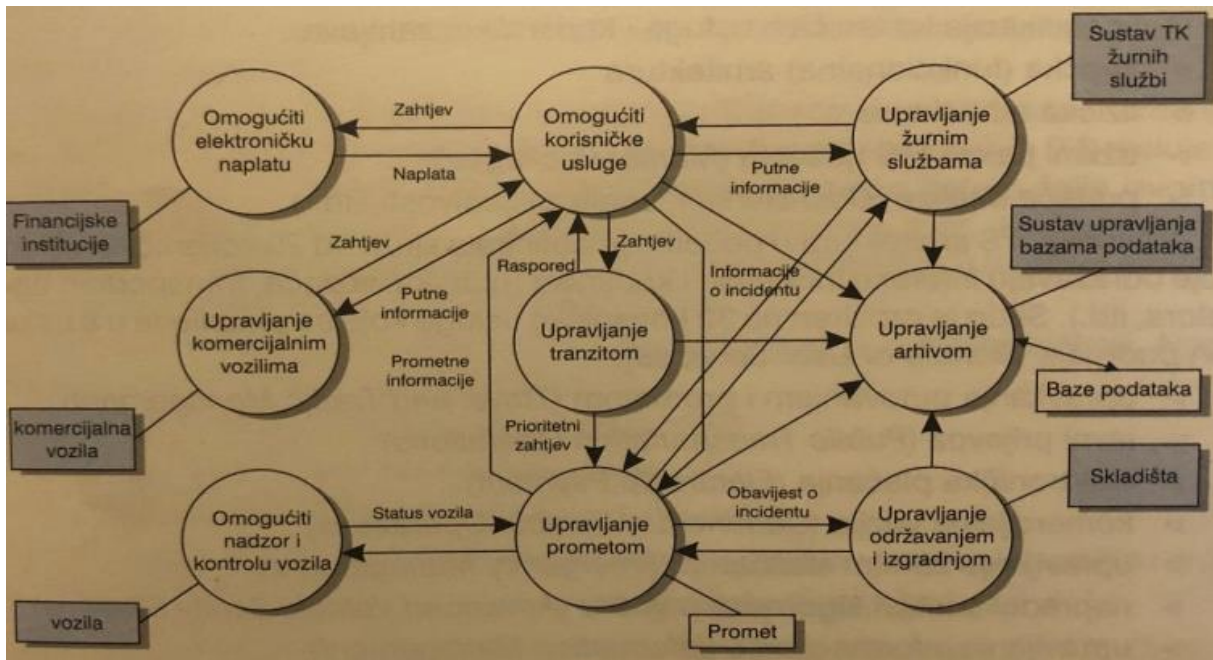 Sustav TK
žurnih
službi
Omogućiti
elektroničku
naplatu
Zahtjev
Naplata
Omogućiti
korisničke
usluge
Putne
informacije
Upravljanje
žurnim
službama
Financijske
institucije
Zahtjev
Putne
informacije
Raspored
Zahtjev
Informacije
o incidentu
Sustav upravljanja
bazama podataka
Upravljanje
komercijalnim
vozilima
Prometne
informacije
Upravljanje
tranzitom
Upravljanje
arhivom
Baze podataka
komercijalna
vozila
Prioritetni
zahtjev
Omogućiti
nadzor i
kontrolu vozila
Status vozila
Upravljanje
prometom
Obavijest o
incidentu
Upravljanje
održavanjem
i izgradnjom
Skladišta
vozila
Promet